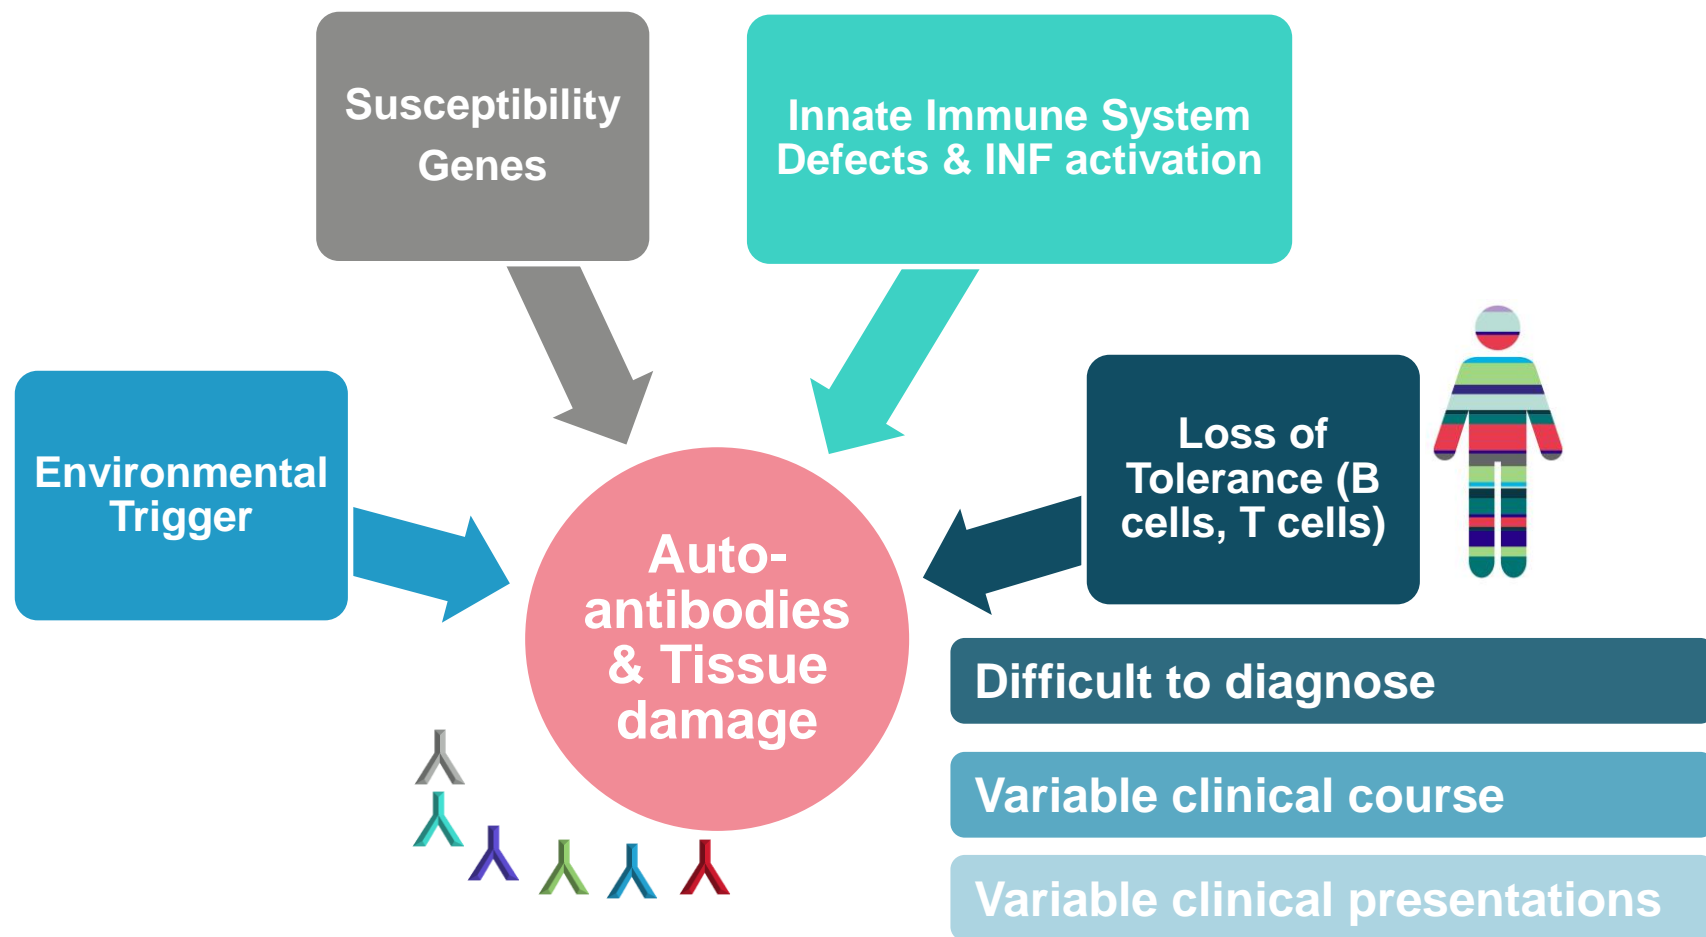 Susceptibility
Genes
Innate Immune System
Defects & INF activation
Environmental
Trigger
Loss of
Tolerance (B
cells, T cells)
Auto-
antibodies
& Tissue
damage
Difficult to diagnose
Variable clinical course
Variable clinical presentations